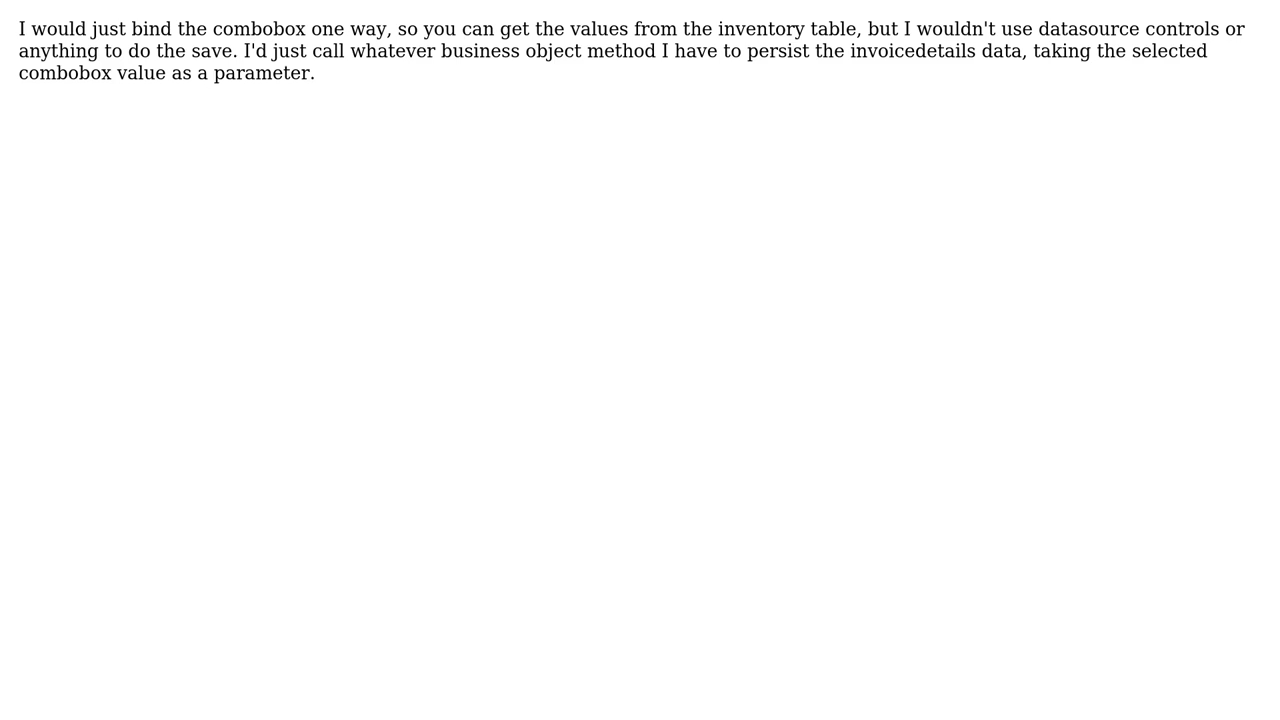 I would just bind the combobox one way, so you can get the values from the inventory table, but I wouldn't use datasource controls or
anything to do the save. I'd just call whatever business object method I have to persist the invoicedetails data, taking the selected
combobox value as a parameter.